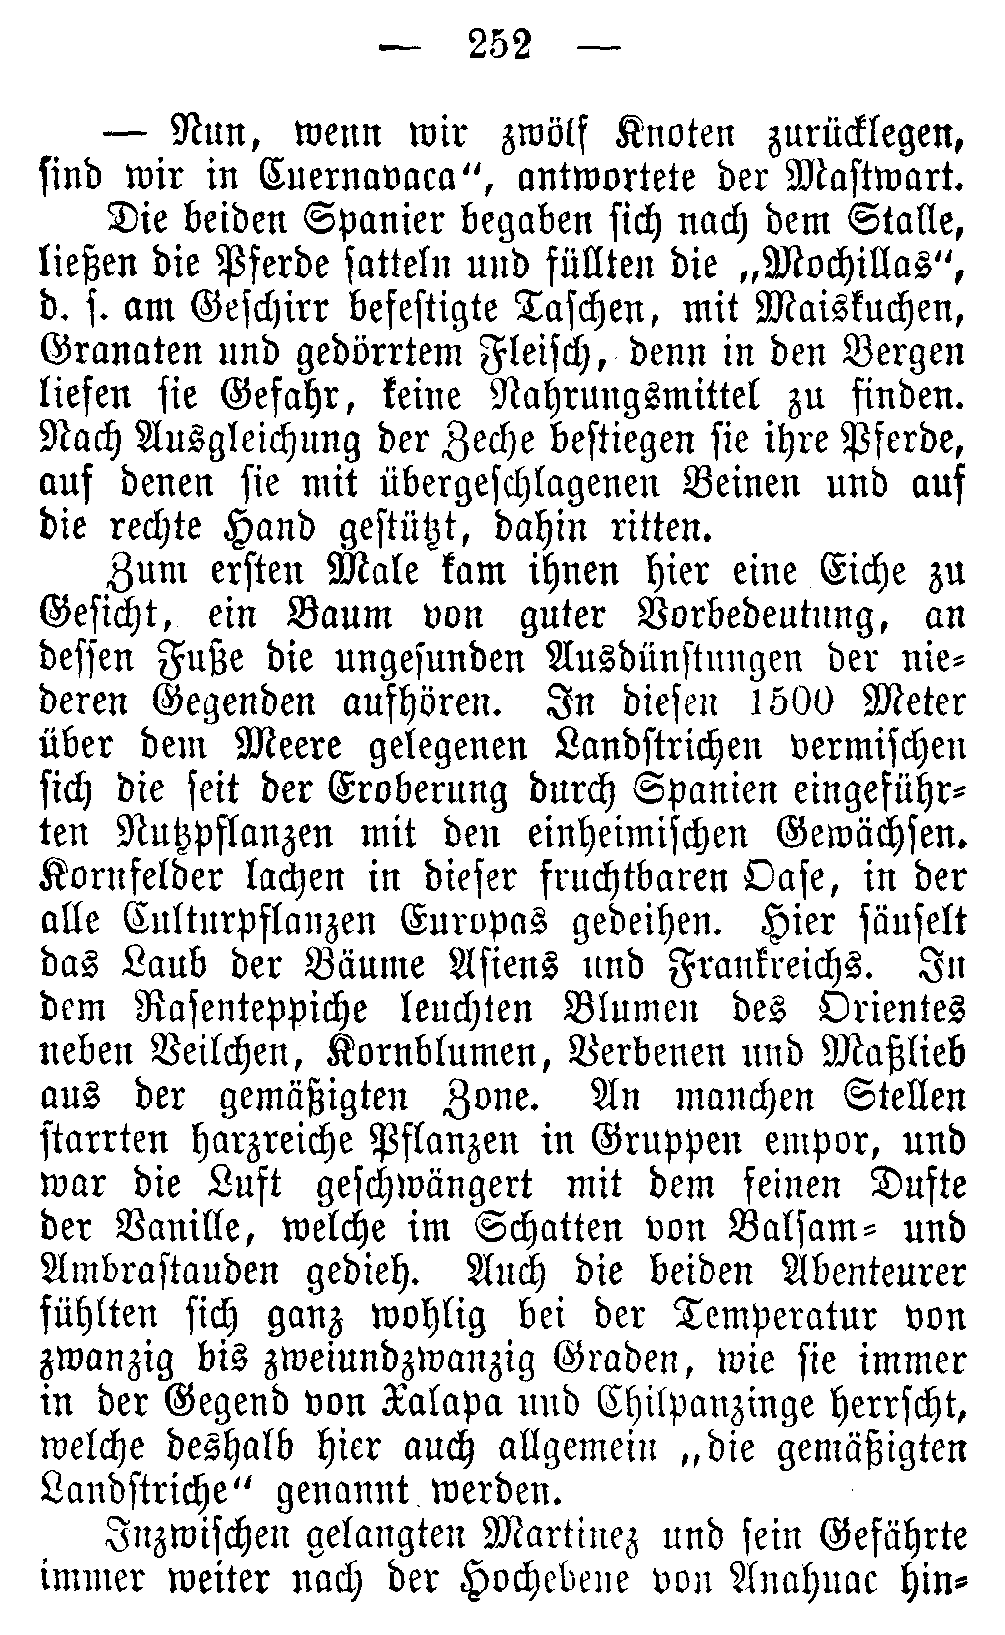 — 252 —
— Nun, wenn wir zwölf Knoten zurücklegen,
sind wir in Cuernavaca", antwortete der Mastwart.
Die beiden Spanier begaben sich nach dem Stalle,
ließen die Pferde satteln und füllten die „Mochillas",
d. s. am Geschirr befestigte Taschen, mit Maiskuchen,
Granaten und gedörrtem Fleisch, denn in den Bergen
liefen sie Gefahr, keine Nahrungsmittel zu finden.
Nach Ausgleichung der Zeche bestiegen sie ihre Pferde,
auf denen sie mit übergeschlagenen Beinen und auf
die rechte Hand gestützt, dahin ritten.
Zum ersten Male kam ihnen hier eine Eiche zu
Gesicht, ein Baum von guter Vorbedeutung, an
dessen Fuße die ungesunden Ausdünstungen der nie-
deren Gegenden aufhören. In diesen 1500 Meter
über dem Meere gelegenen Landstrichen vermischen
sich die seit der Eroberung durch Spanien eingeführ-
ten Nutzpflanzen mit den einheimischen Gewächsen.
Kornfelder lachen in dieser fruchtbaren Oase, in der
alle Culturpflanzen Europas gedeihen. Hier säuselt
das Laub der Bäume Asiens und Frankreichs. In
dem Rasenteppiche leuchten Blumen des Orientes
neben Veilchen, Kornblumen, Verbenen und Maßlieb
aus der gemäßigten Zone. An manchen Stellen
starrten harzreiche Pflanzen in Gruppen empor, und
war die Luft geschwängert mit dem feinen Dufte
der Vanille, welche im Schatten von Balsam- und
Ambrastauden gedieh. Auch die beiden Abenteurer
fühlten sich ganz wohlig bei der Temperatur von
zwanzig bis zweiundzwanzig Graden, wie sie immer
in der Gegend von Xalapa und Chilpanzinge herrscht,
welche deshalb hier auch allgemein „die gemäßigten
Landstriche" genannt werden.
Inzwischen gelangten Martinez und sein Gefährte
immer weiter nach der Hochebene von Anahuac hin-